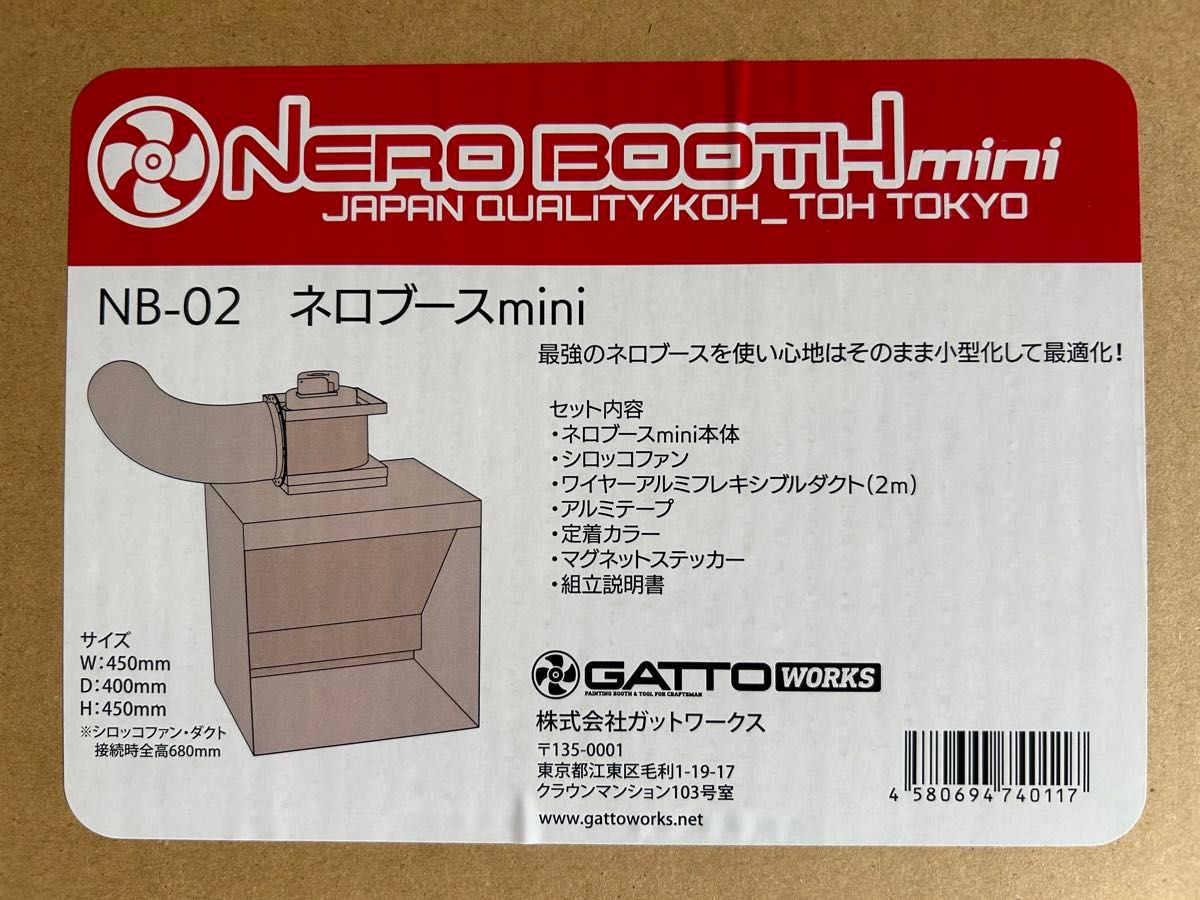 NERO BOOTH mini
JAPAN QUALITY/KOH_TOH TOKYO
NB-02 ネロブースmini
最強のネロブースを使い心地はそのまま小型化して最適化！
セット内容
・ネロブースmini本体
・シロッコファン
・ワイヤーアルミフレキシブルダクト（2m）
・アルミテープ
・定着カラー
・マグネットステッカー
・組立説明書
サイズ
W：450mm
D：400mm
H：450mm
※シロッコファン・ダクト
接続時全高680mm
GATTO WORKS
PAINTING BOOTH & TOOL FOR CRAFTSMAN
株式会社ガットワークス
〒135-0001
東京都江東区毛利1-19-17
クラウンマンション103号室
www.gattoworks.net
4 580694 740117